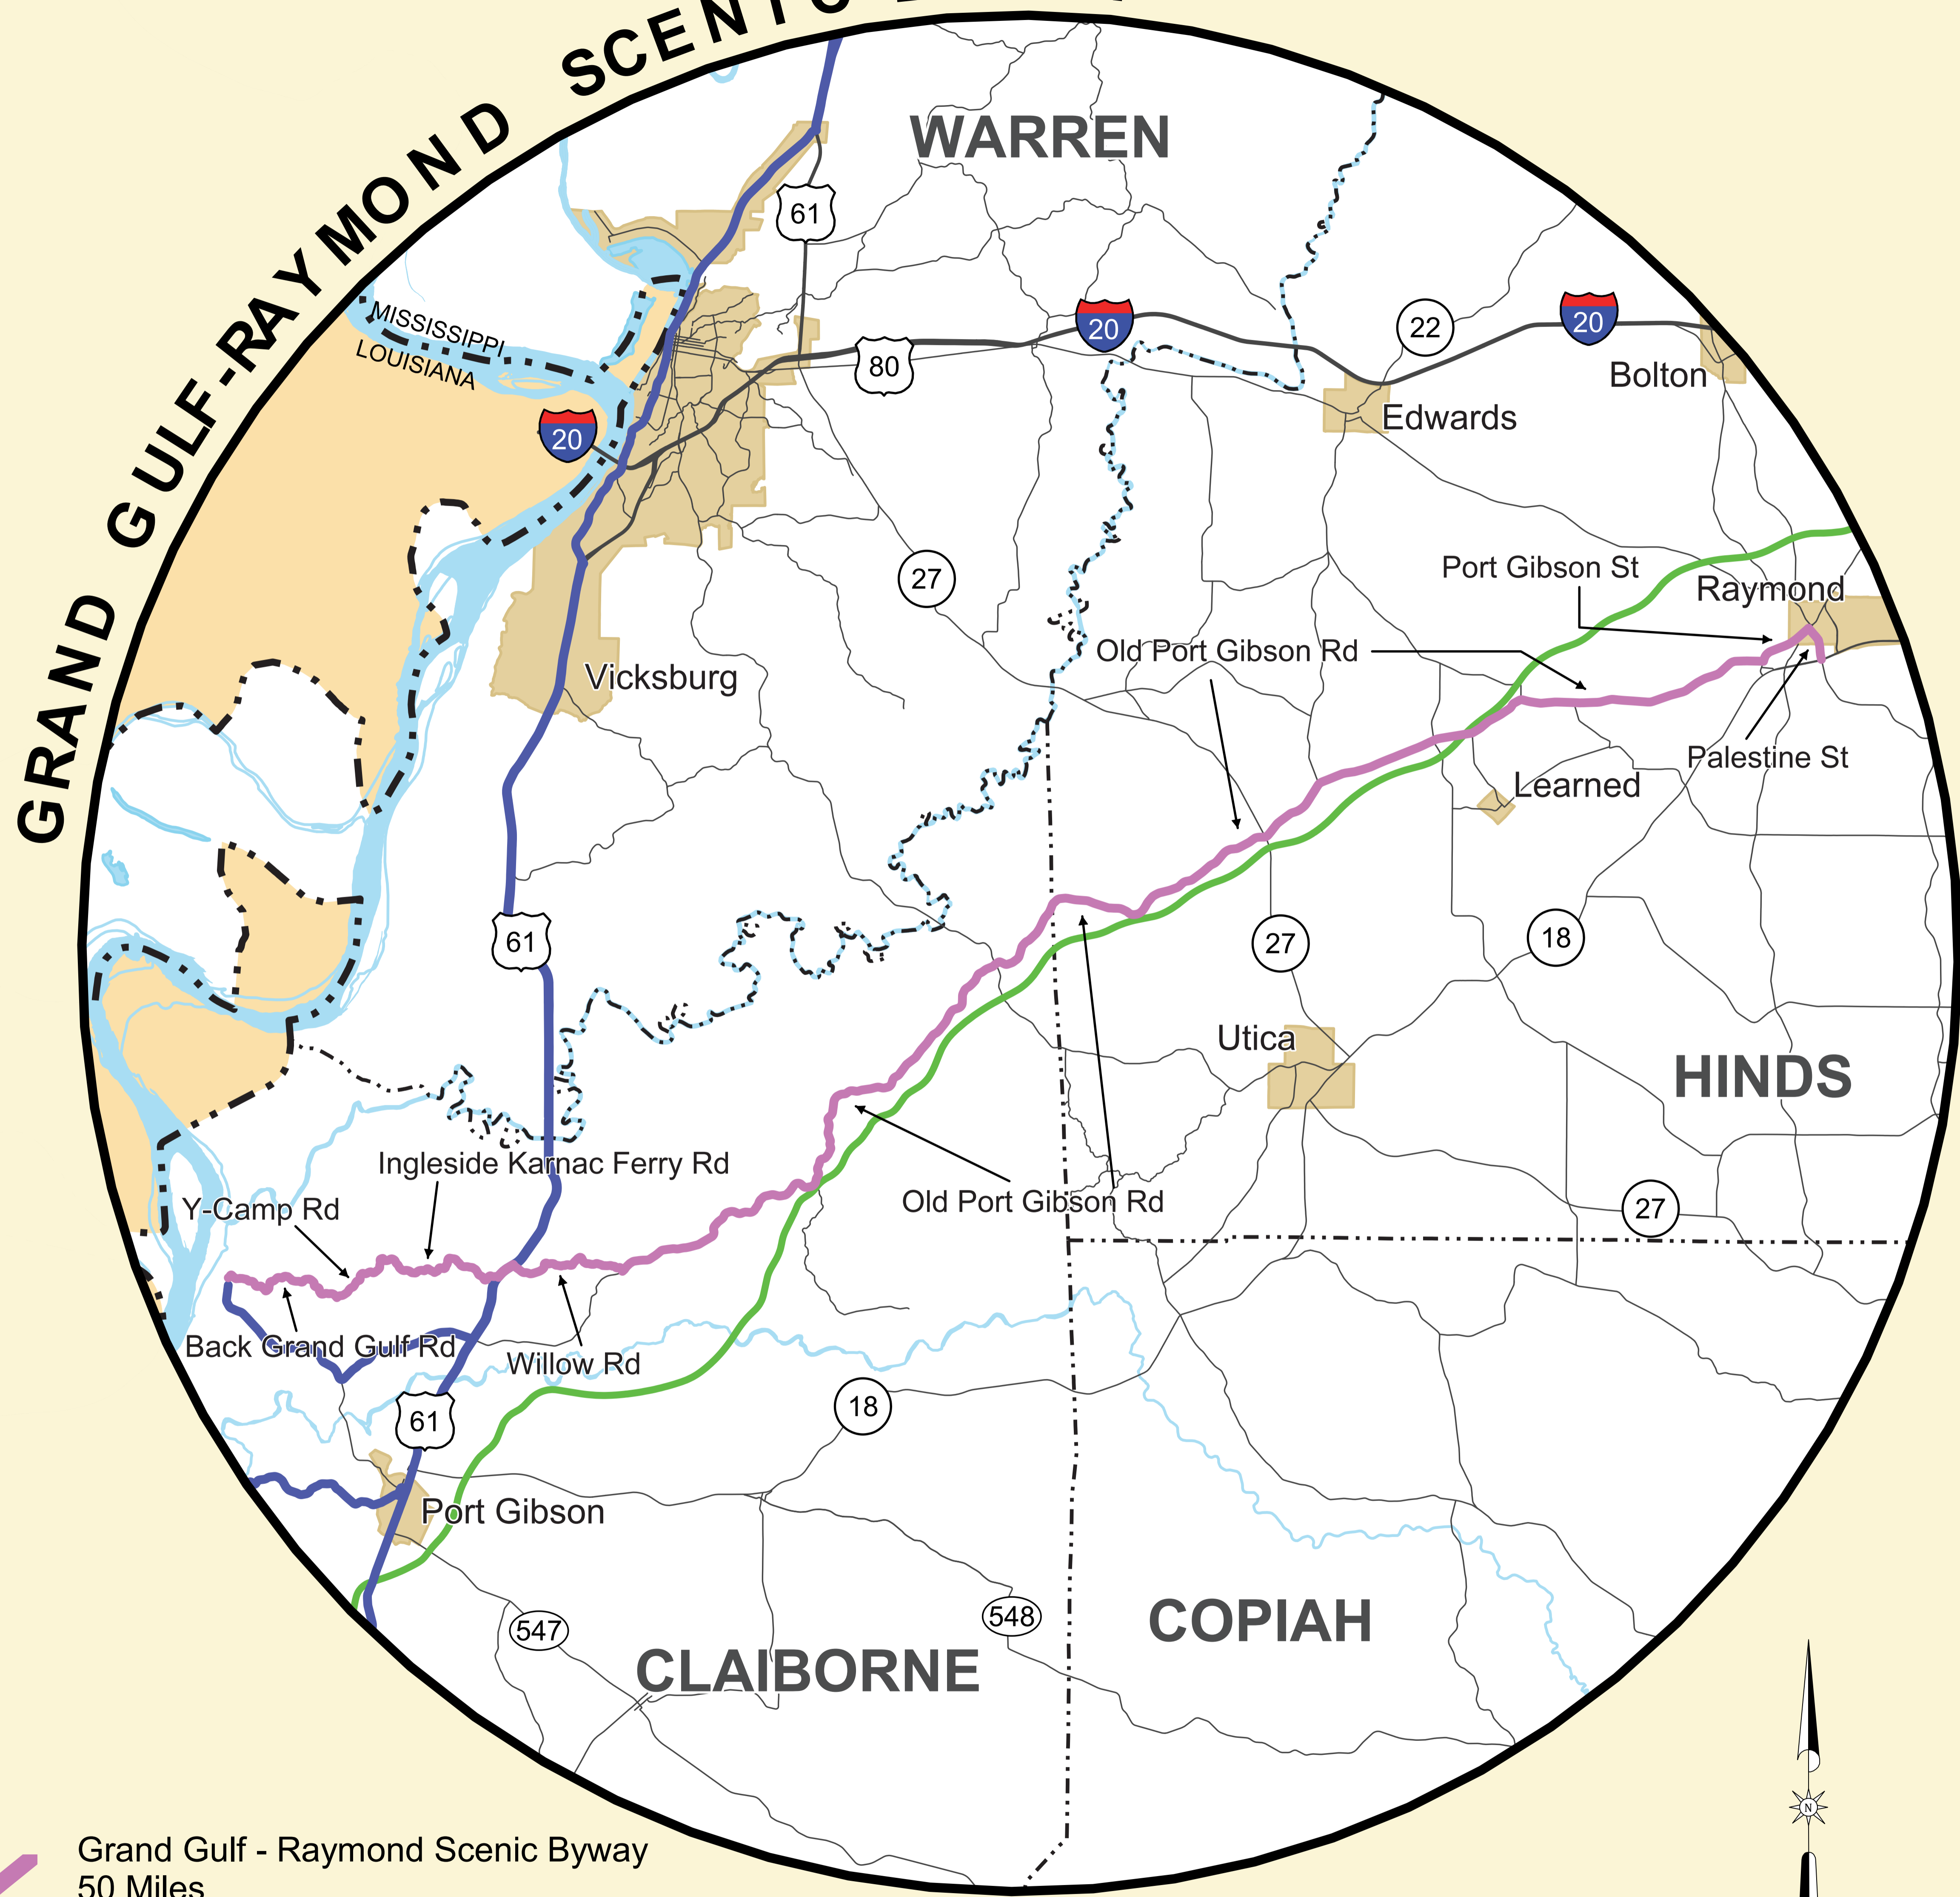 GRAND GULF-RAYMOND SCENIC
WARREN
61
MISSISSIPPI
LOUISIANA
20
80
20
22
20
Bolton
Edwards
27
Port Gibson St
Raymond
Old Port Gibson Rd
Vicksburg
Palestine St
Learned
61
27
18
Utica
HINDS
Ingleside Karnac Ferry Rd
Y-Camp Rd
Old Port Gibson Rd
27
Back Grand Gulf Rd
Willow Rd
61
18
Port Gibson
547
548
COPIAH
CLAIBORNE
N
Grand Gulf - Raymond Scenic Byway
50 Miles